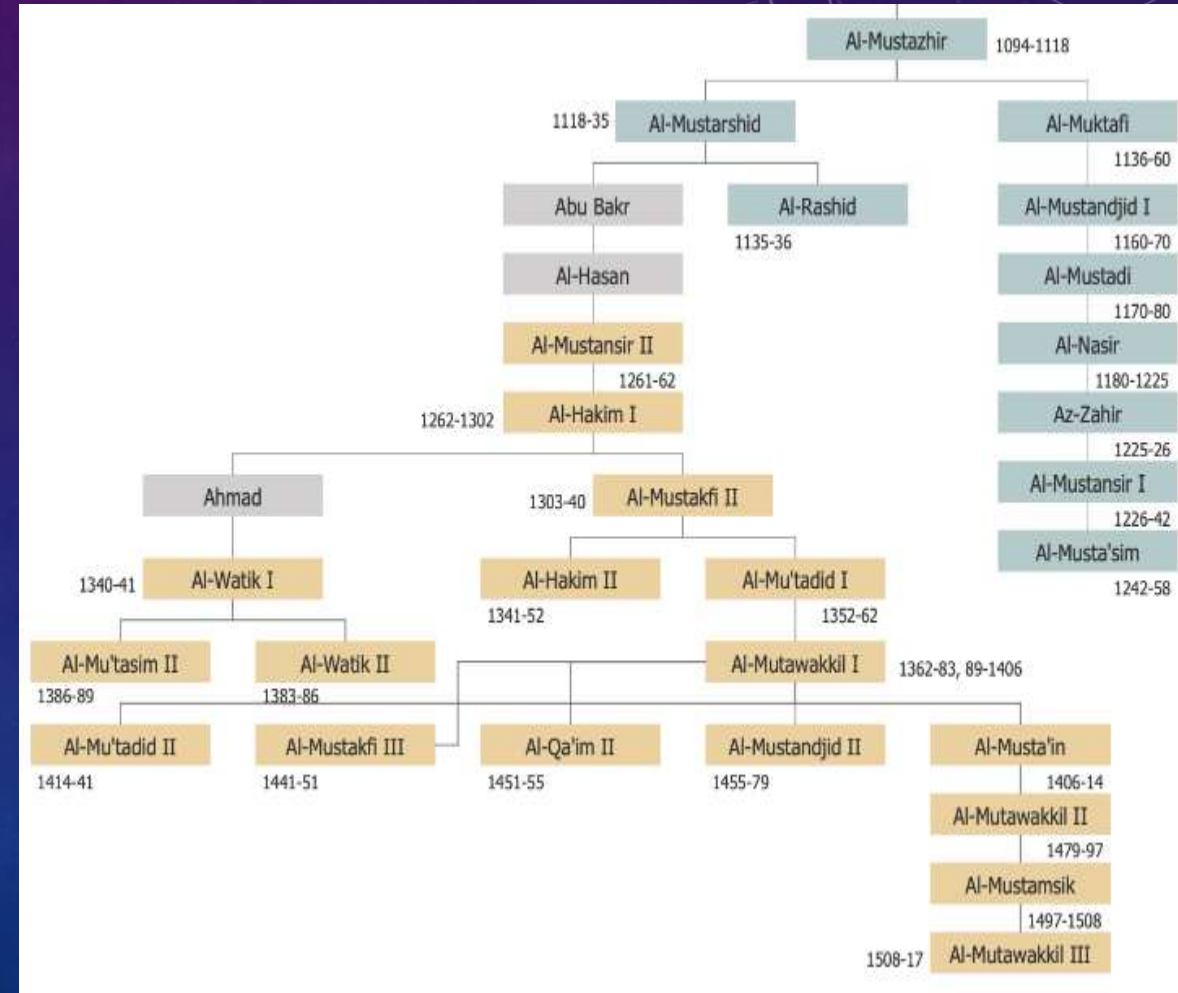 Al-Mustazhir
1094-1118
1118-35
Al-Mustarshid
Al-Muktafi
1136-60
Abu Bakr
Al-Rashid
1135-36
Al-Mustandjid I
1160-70
Al-Hasan
Al-Mustadi
1170-80
Al-Mustansir II
1261-62
Al-Nasir
1180-1225
1262-1302
Al-Hakim I
Az-Zahir
1225-26
Ahmad
1303-40
Al-Mustakfi II
Al-Mustansir I
1226-42
1340-41
Al-Watik I
Al-Hakim II
1341-52
Al-Mu'tadid I
1352-62
Al-Musta'sim
1242-58
Al-Mu'tasim II
1386-89
Al-Watik II
1383-86
Al-Mutawakkil I
1362-83, 89-1406
Al-Mu'tadid II
1414-41
Al-Mustakfi III
1441-51
Al-Qa'im II
1451-55
Al-Mustandjid II
1455-79
Al-Musta'in
1406-14
Al-Mutawakkil II
1479-97
Al-Mustamsik
1497-1508
1508-17
Al-Mutawakkil III